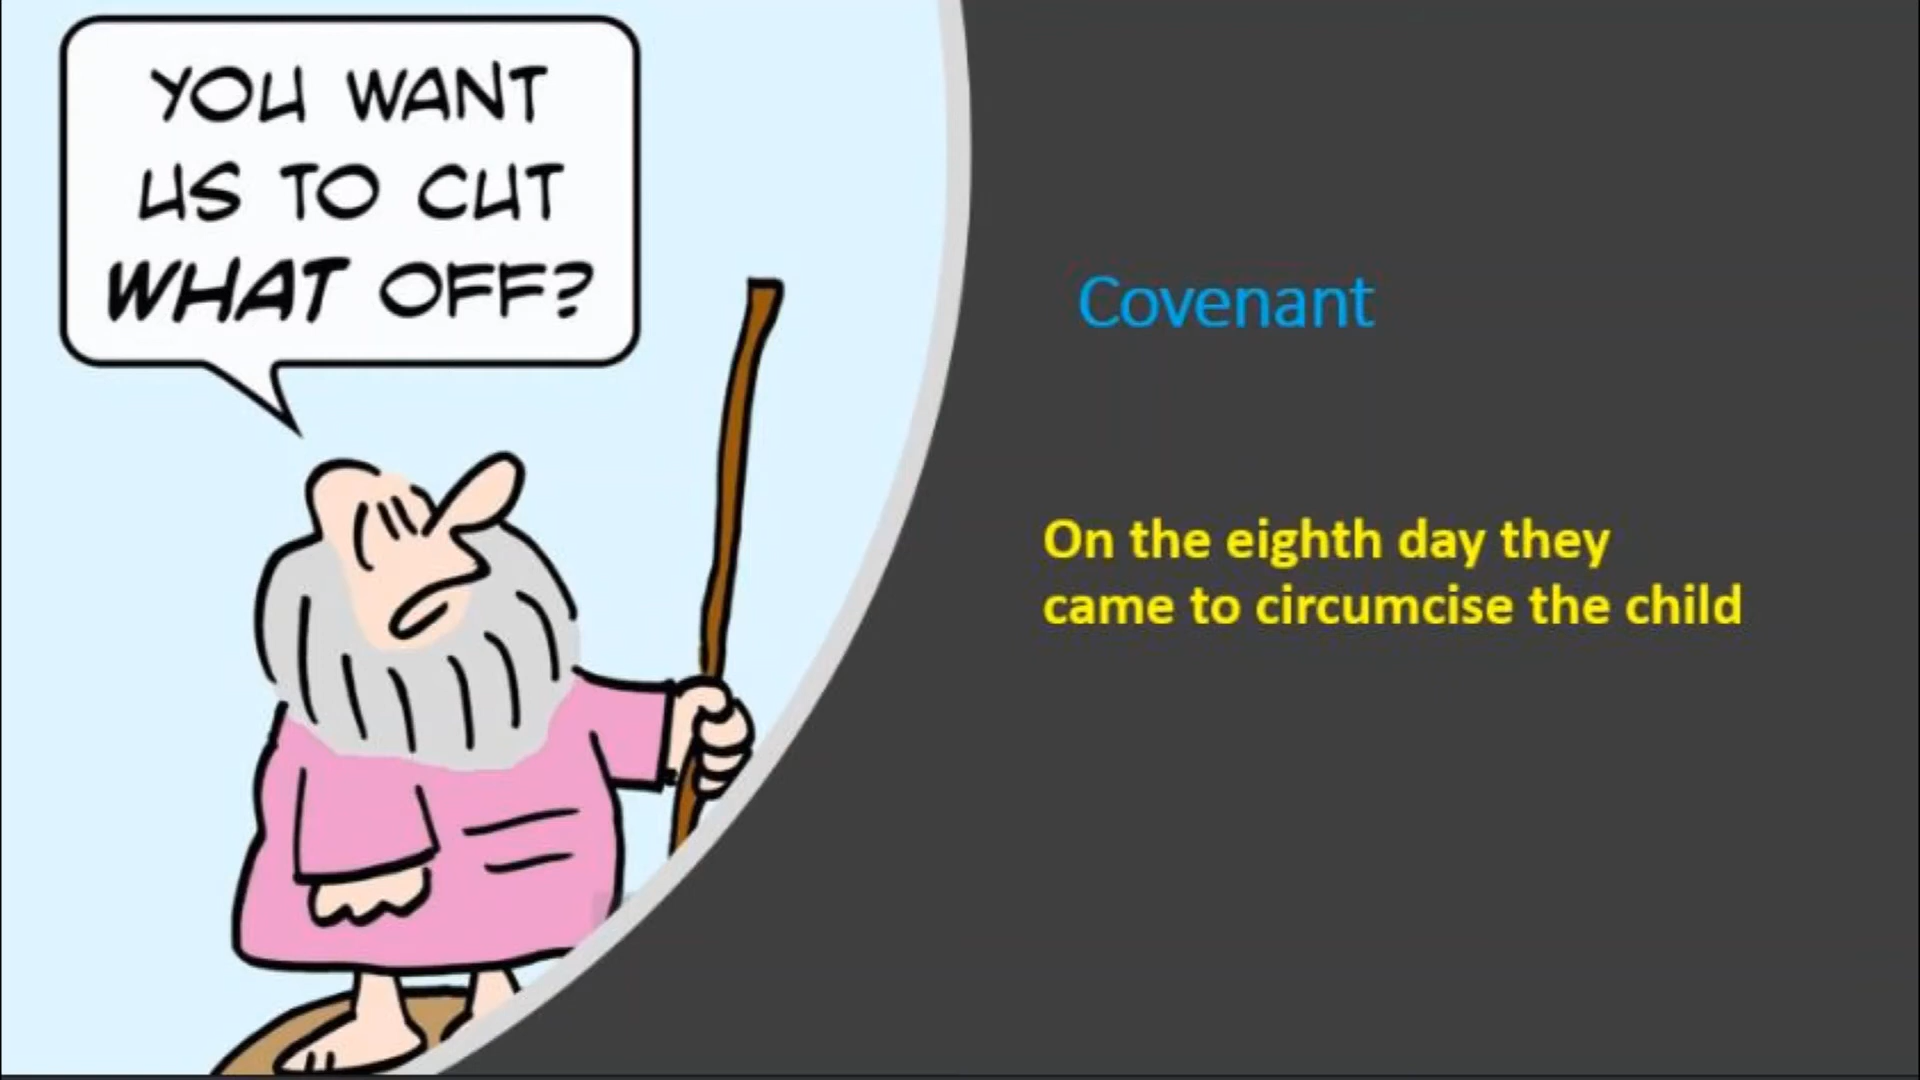 YOU WANT
US TO CUT
WHAT OFF?
Covenant
On the eighth day they
came to circumcise the child